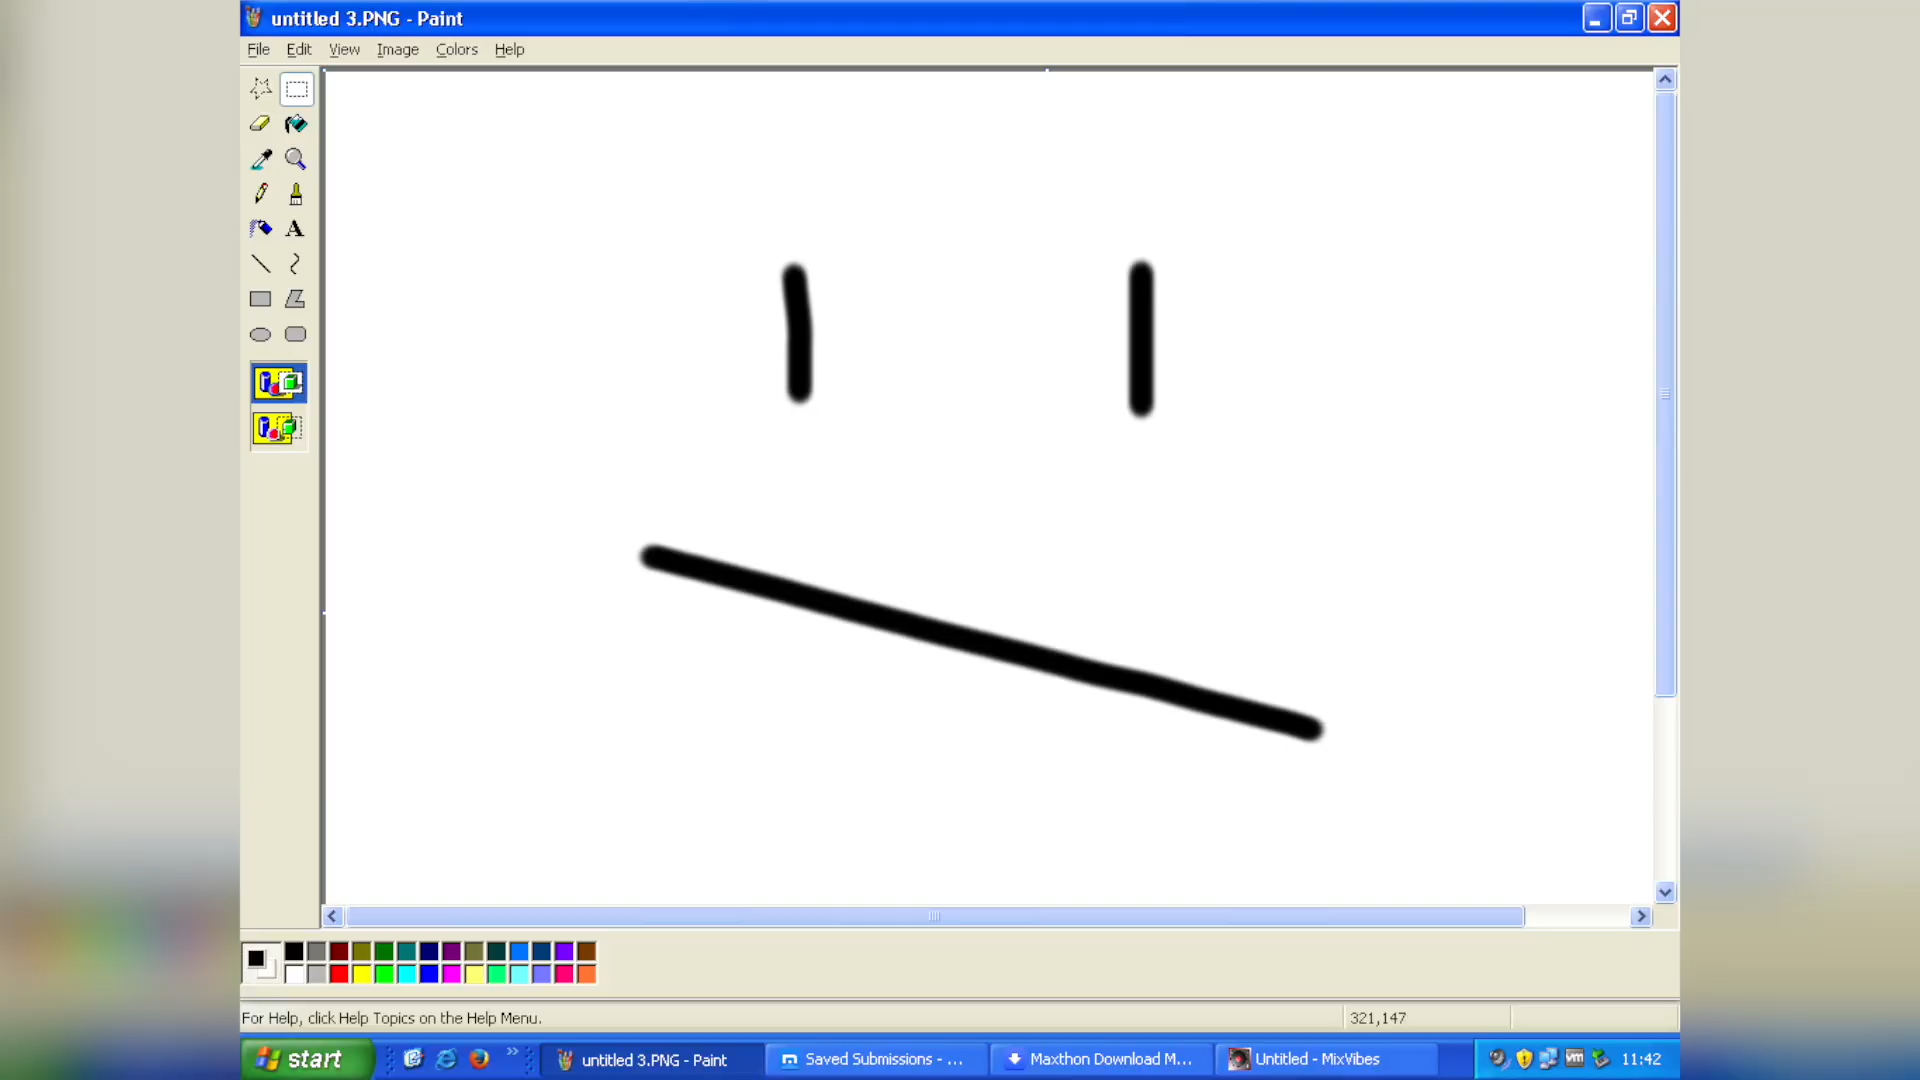 untitled 3.PNG - Paint
File Edit View Image Colors Help
A
For Help, click Help Topics on the Help Menu.
321,147
start
untitled 3.PNG - Paint
Saved Submissions - ...
Maxthon Download M...
Untitled - MixVibes
vm
11:42